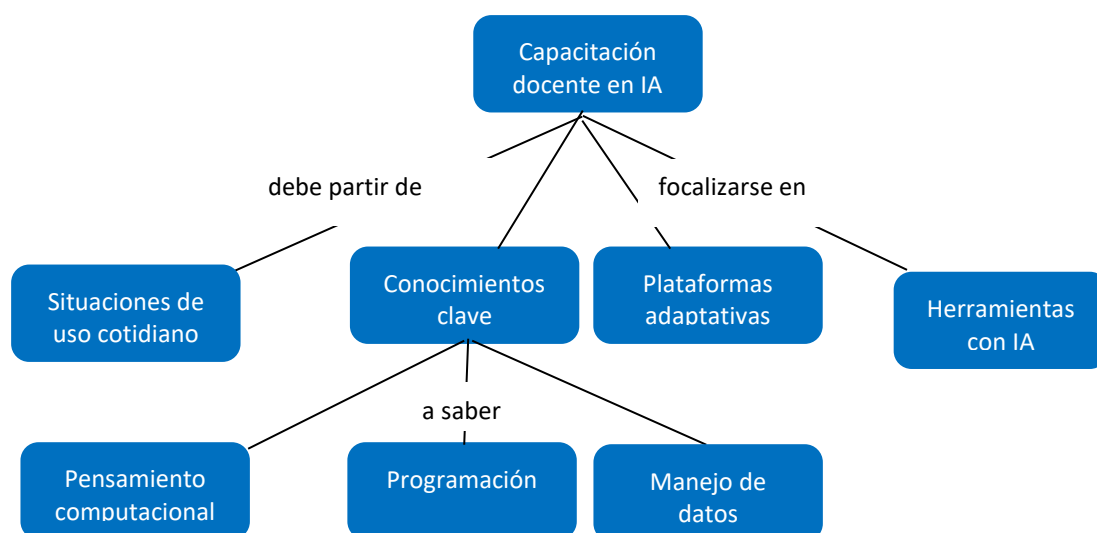 Capacitación
docente en IA
debe partir de
focalizarse en
Situaciones de
uso cotidiano
Conocimientos
clave
Plataformas
adaptativas
Herramientas
con IA
a saber
Pensamiento
computacional
Programación
Manejo de
datos